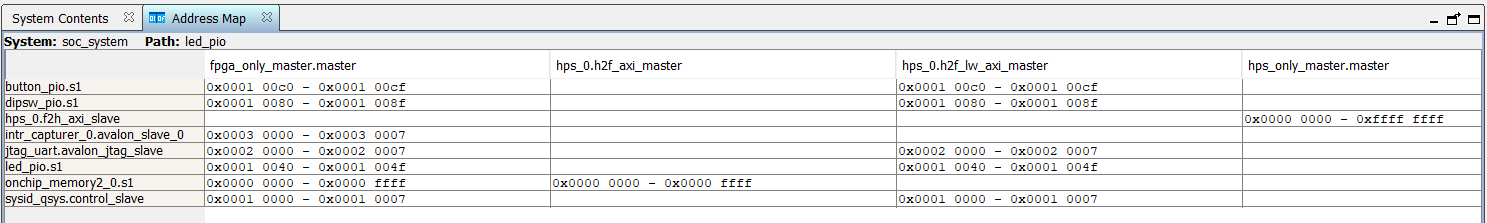 System Contents Address Map
System: soc_system Path: led_pio
fpga_only_master.master hps_0.h2f_axi_master hps_0.h2f_lw_axi_master hps_only_master.master
button_pio.s1 0x0001 00c0 - 0x0001 00cf 0x0001 00c0 - 0x0001 00cf
dipsw_pio.s1 0x0001 0080 - 0x0001 008f 0x0001 0080 - 0x0001 008f
hps_0.f2h_axi_slave 0x0000 0000 - 0xffff ffff
intr_capturer_0.avalon_slave_0 0x0003 0000 - 0x0003 0007
jtag_uart.avalon_jtag_slave 0x0002 0000 - 0x0002 0007 0x0002 0000 - 0x0002 0007
led_pio.s1 0x0001 0040 - 0x0001 004f 0x0001 0040 - 0x0001 004f
onchip_memory2_0.s1 0x0000 0000 - 0x0000 ffff 0x0000 0000 - 0x0000 ffff
sysid_qsys.control_slave 0x0001 0000 - 0x0001 0007 0x0001 0000 - 0x0001 0007